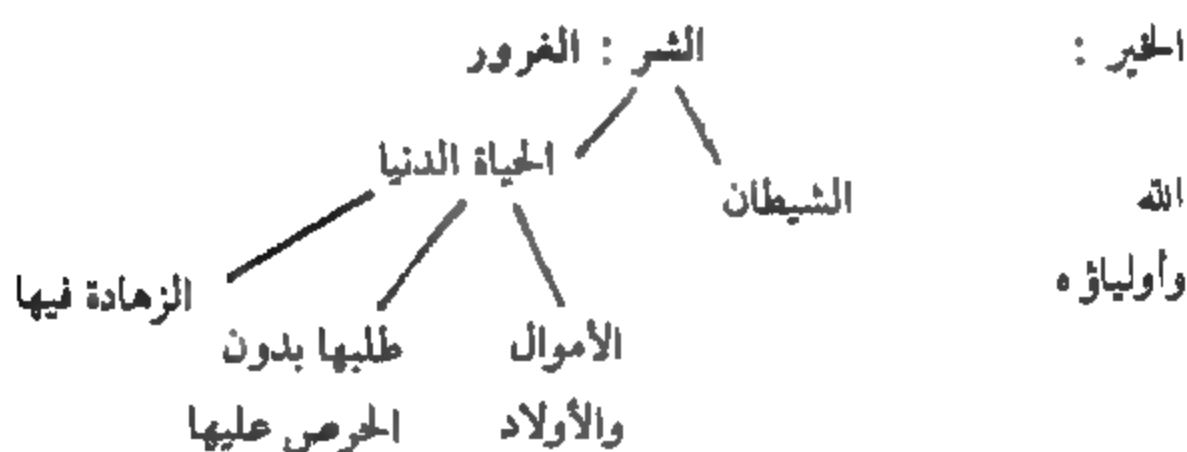 الخير : الشر : الغرور
الحياة الدنيا
الله الشيطان
وأولياؤه الزهادة فيها
الأموال طلبها بدون
والأولاد الحرص عليها